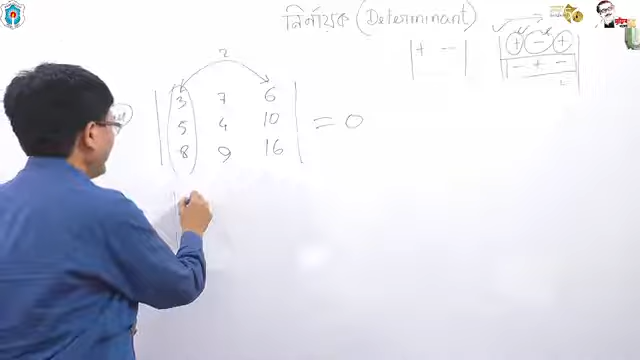 নির্ণায়ক (Determinant)
| + − |
| + − + |
− + −
2
| 3 7 6 |
| 5 4 10 | = 0
| 8 9 16 |